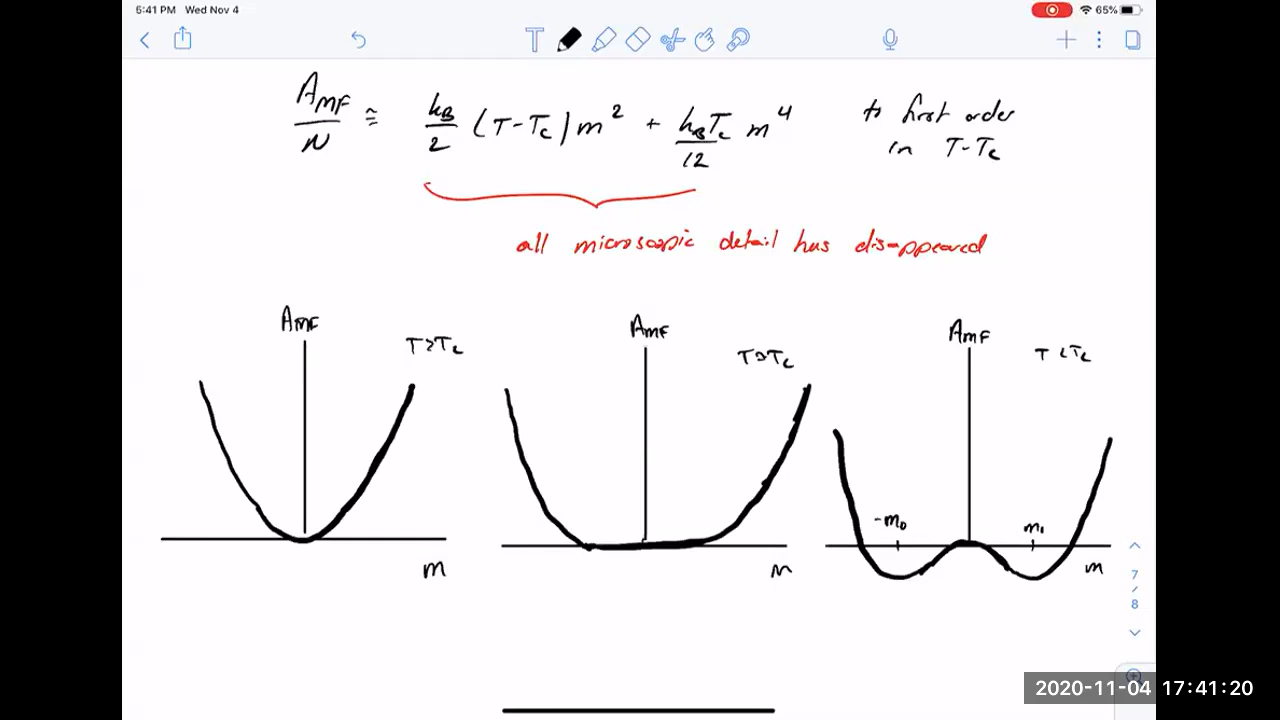 5:41 PM Wed Nov 4
65%
A_MF/N ≅ k_B/2 (T-T_c) m² + k_B T_c/12 m⁴ to first order
in T-T_c
all microscopic detail has disappeared
A_MF
T>T_c
m
A_MF
m
A_MF
T<T_c
-m₀
m
7
/
8
2020-11-04 17:41:20